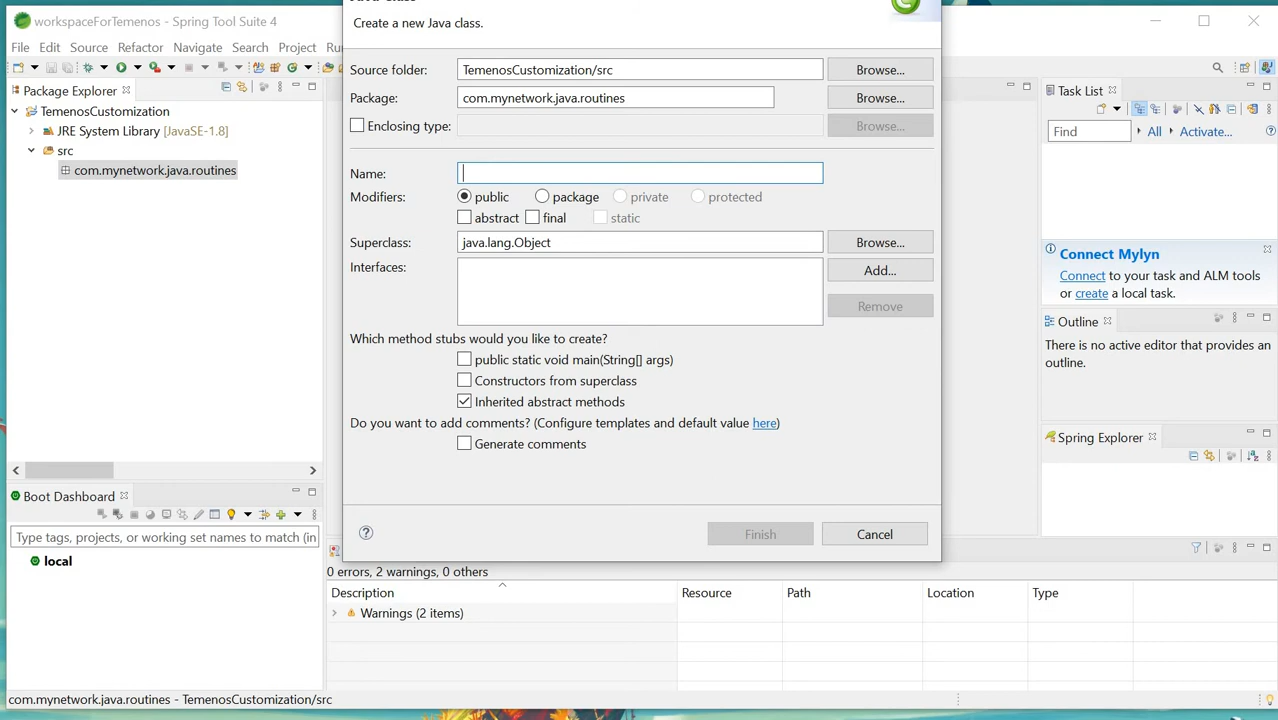 workspaceForTemenos - Spring Tool Suite 4
File Edit Source Refactor Navigate Search Project
Create a new Java class.
Source folder: TemenosCustomization/src Browse...
Package: com.mynetwork.java.routines Browse...
Enclosing type: Browse...
Name:
Modifiers: public package private protected
abstract final static
Superclass: java.lang.Object Browse...
Interfaces: Add...
Remove
Which method stubs would you like to create?
public static void main(String[] args)
Constructors from superclass
Inherited abstract methods
Do you want to add comments? (Configure templates and default value here)
Generate comments
Finish Cancel
Package Explorer
TemenosCustomization
JRE System Library [JavaSE-1.8]
src
com.mynetwork.java.routines
Boot Dashboard
Type tags, projects, or working set names to match (in
local
Task List
Find All Activate...
Connect Mylyn
Connect to your task and ALM tools
or create a local task.
Outline
There is no active editor that provides an
outline.
Spring Explorer
0 errors, 2 warnings, 0 others
Description Resource Path Location Type
Warnings (2 items)
com.mynetwork.java.routines - TemenosCustomization/src